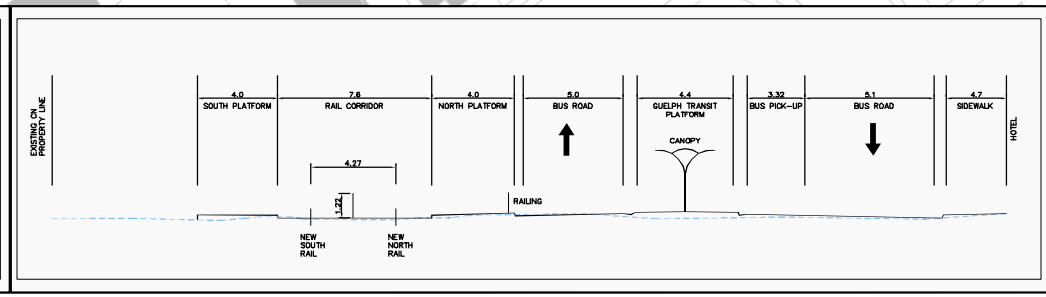 4.0
SOUTH PLATFORM
7.6
RAIL CORRIDOR
4.0
NORTH PLATFORM
5.0
BUS ROAD
4.4
GUELPH TRANSIT
PLATFORM
3.32
BUS PICK-UP
5.1
BUS ROAD
4.7
SIDEWALK
EXISTING CN
PROPERTY LINE
HOTEL
CANOPY
4.27
1.22
RAILING
NEW
SOUTH
RAIL
NEW
NORTH
RAIL